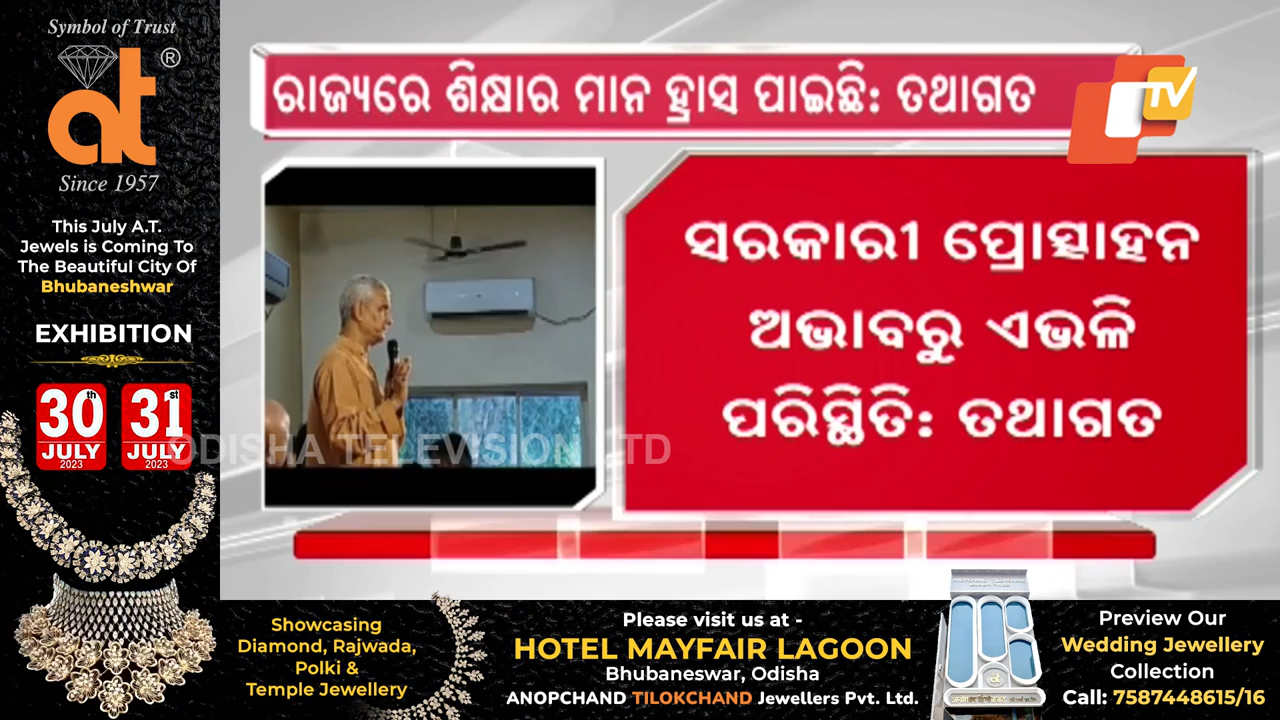 Symbol of Trust
at®
Since 1957
This July A.T.
Jewels is Coming To
The Beautiful City Of
Bhubaneshwar
EXHIBITION
30th JULY 2023
31st JULY 2023
ରାଜ୍ୟରେ ଶିକ୍ଷାର ମାନ ହ୍ରାସ ପାଇଛି: ତଥାଗତ
TV
ସରକାରୀ ପ୍ରୋତ୍ସାହନ
ଅଭାବରୁ ଏଭଳି
ପରିସ୍ଥିତି: ତଥାଗତ
ODISHA TELEVISION LTD
Showcasing
Diamond, Rajwada,
Polki &
Temple Jewellery
Please visit us at -
HOTEL MAYFAIR LAGOON
Bhubaneswar, Odisha
ANOPCHAND TILOKCHAND Jewellers Pvt. Ltd.
Preview Our
Wedding Jewellery
Collection
Call: 7587448615/16